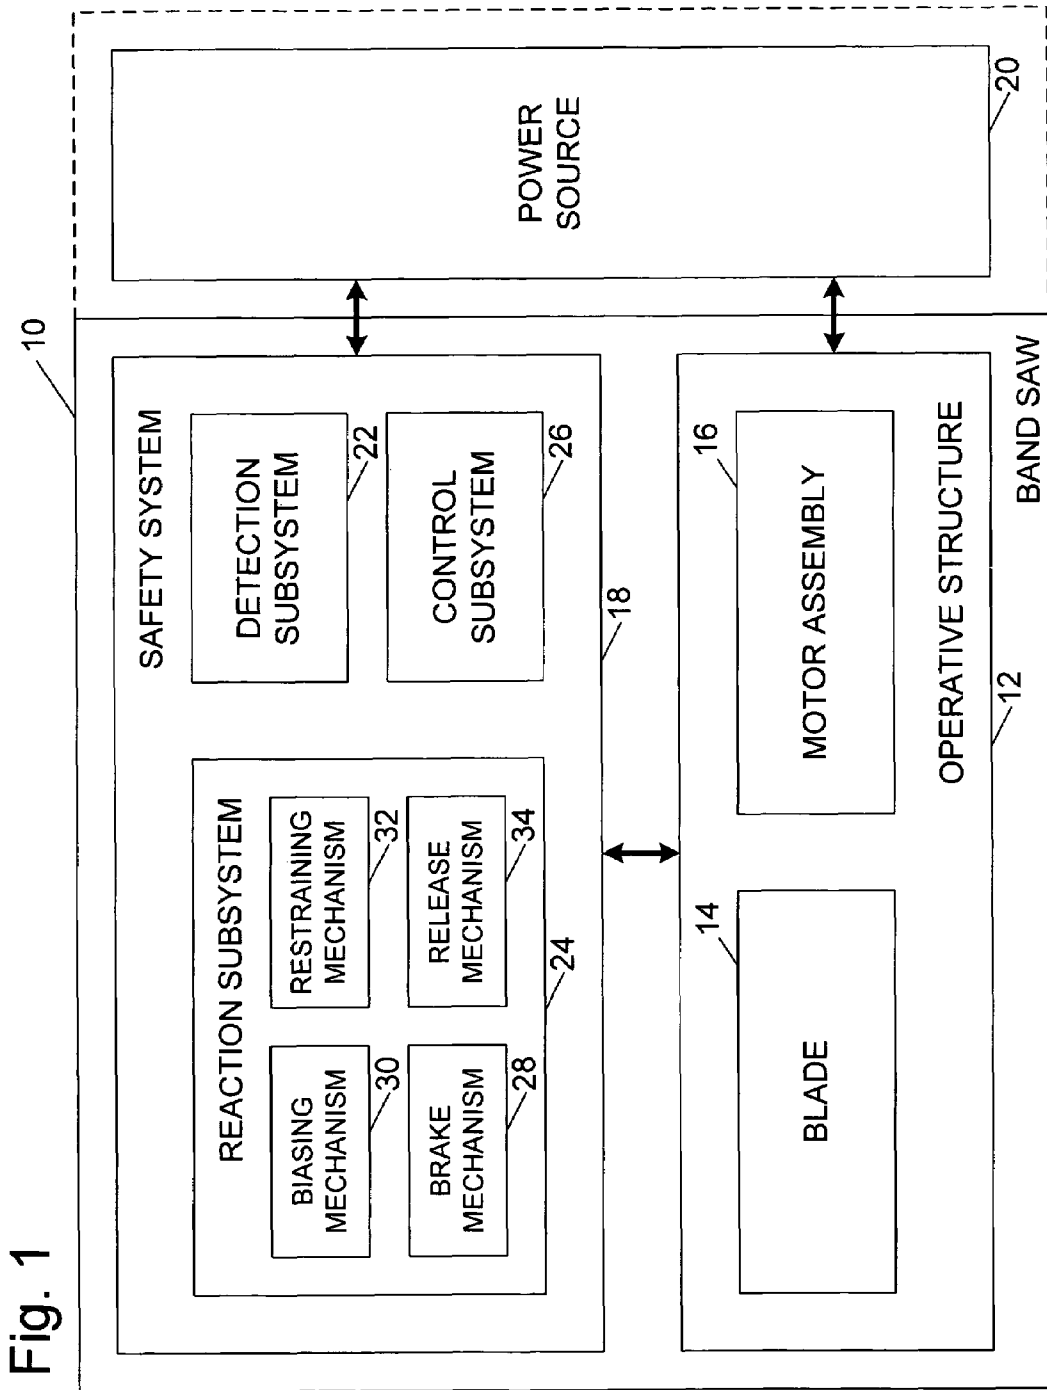 Fig. 1
10
SAFETY SYSTEM
REACTION SUBSYSTEM
BIASING
MECHANISM
30
RESTRAINING
MECHANISM
32
BRAKE
MECHANISM
28
RELEASE
MECHANISM
34
24
DETECTION
SUBSYSTEM
22
CONTROL
SUBSYSTEM
26
18
POWER
SOURCE
20
14
BLADE
16
MOTOR ASSEMBLY
OPERATIVE STRUCTURE
12
BAND SAW